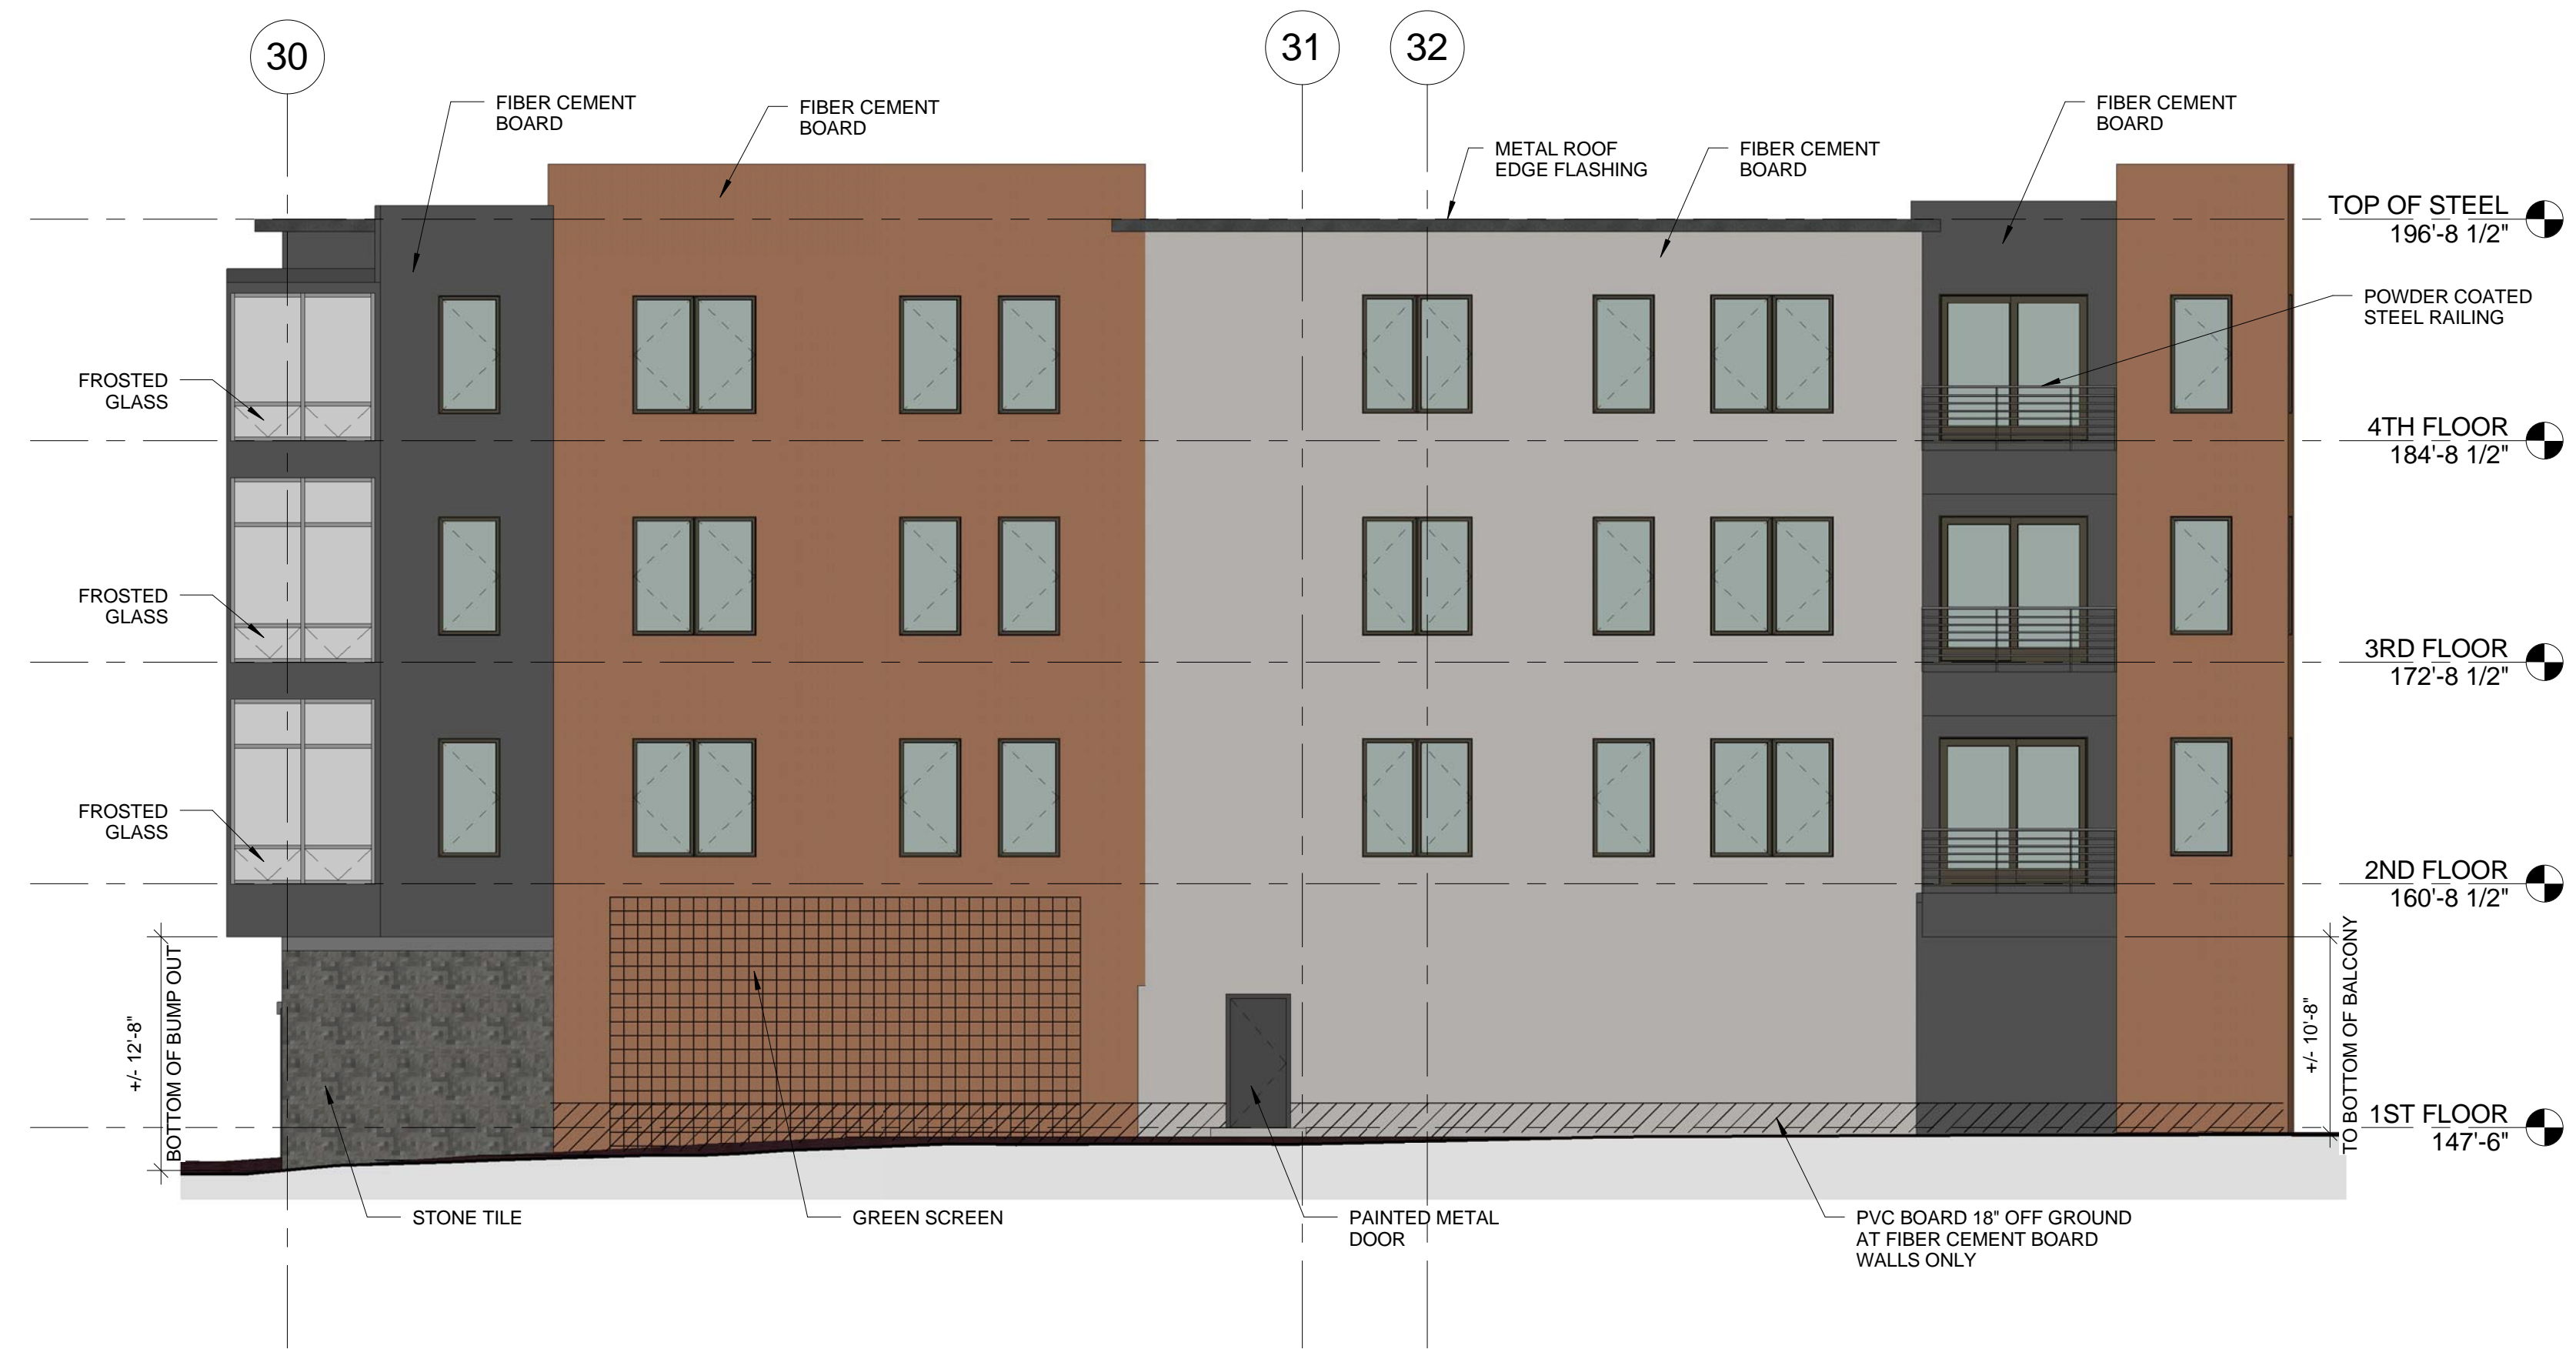 30
31
32
FIBER CEMENT
BOARD
FIBER CEMENT
BOARD
METAL ROOF
EDGE FLASHING
FIBER CEMENT
BOARD
FIBER CEMENT
BOARD
TOP OF STEEL
196'-8 1/2"
POWDER COATED
STEEL RAILING
FROSTED
GLASS
4TH FLOOR
184'-8 1/2"
FROSTED
GLASS
3RD FLOOR
172'-8 1/2"
FROSTED
GLASS
2ND FLOOR
160'-8 1/2"
+/- 12'-8"
BOTTOM OF BUMP OUT
+/- 10'-8"
TO BOTTOM OF BALCONY
1ST FLOOR
147'-6"
STONE TILE
GREEN SCREEN
PAINTED METAL
DOOR
PVC BOARD 18" OFF GROUND
AT FIBER CEMENT BOARD
WALLS ONLY